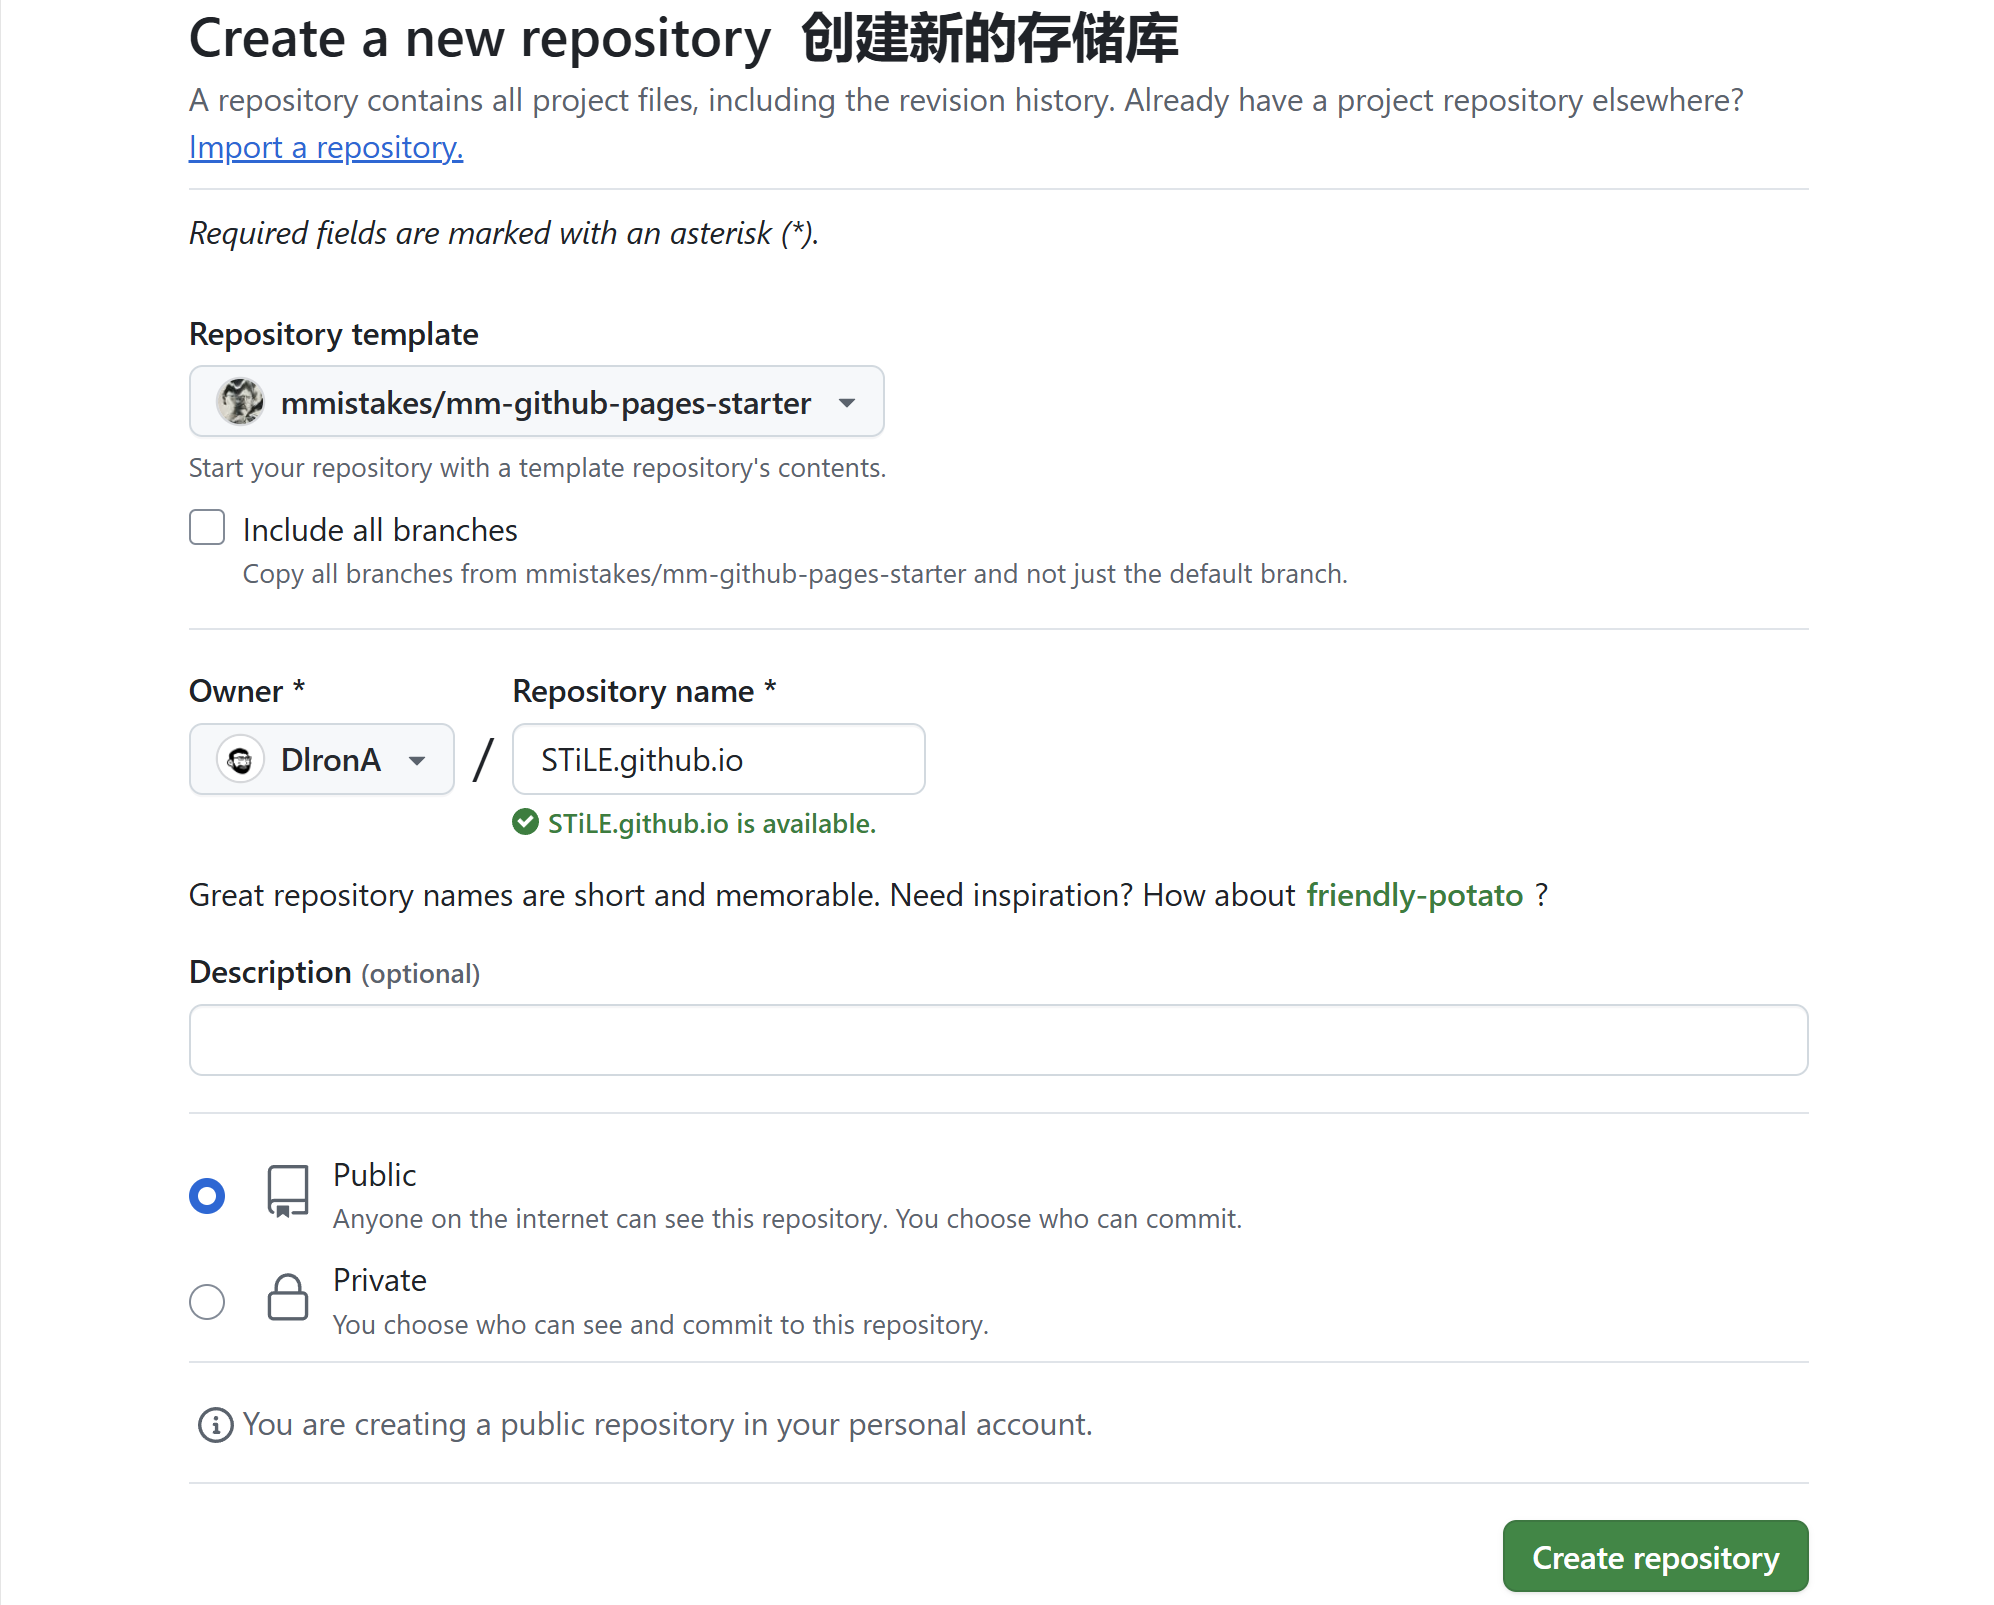 Create a new repository 创建新的存储库
A repository contains all project files, including the revision history. Already have a project repository elsewhere?
Import a repository.
Required fields are marked with an asterisk (*).
Repository template
mmistakes/mm-github-pages-starter
Start your repository with a template repository's contents.
Include all branches
Copy all branches from mmistakes/mm-github-pages-starter and not just the default branch.
Owner * Repository name *
DlronA / STiLE.github.io
STiLE.github.io is available.
Great repository names are short and memorable. Need inspiration? How about friendly-potato ?
Description (optional)
Public
Anyone on the internet can see this repository. You choose who can commit.
Private
You choose who can see and commit to this repository.
You are creating a public repository in your personal account.
Create repository